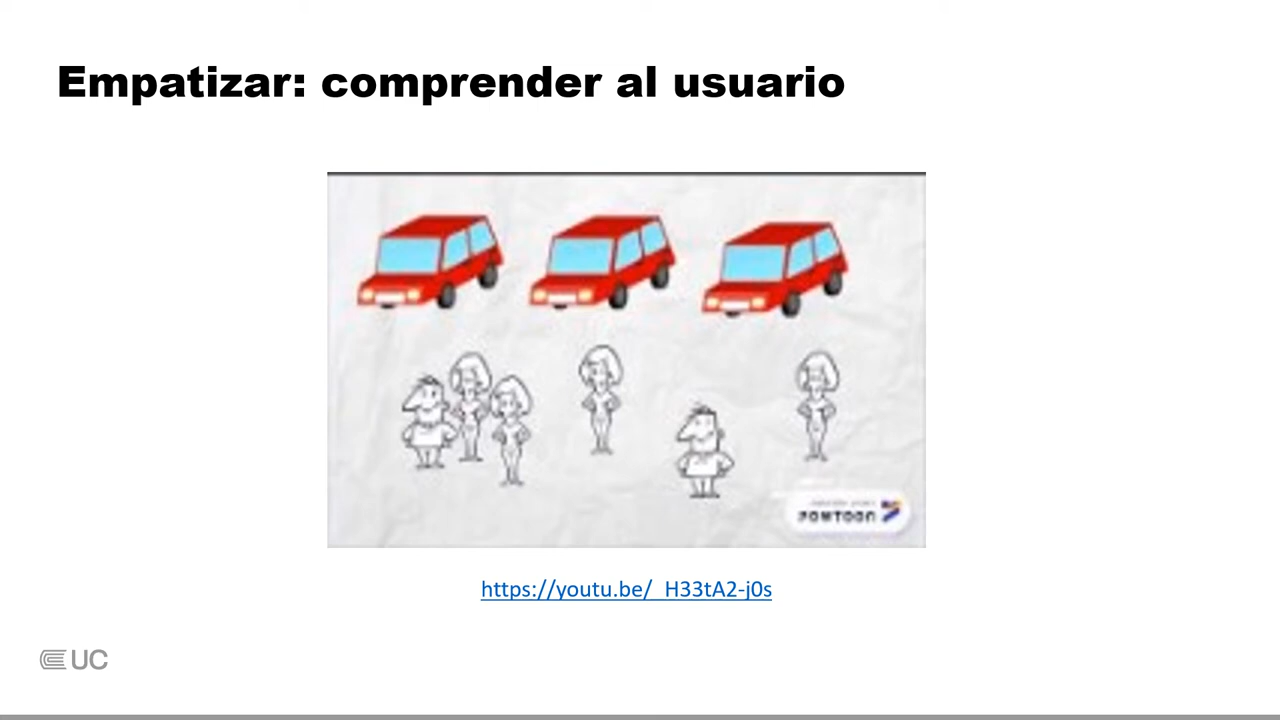 Empatizar: comprender al usuario
POWTOON
https://youtu.be/_H33tA2-j0s
UC